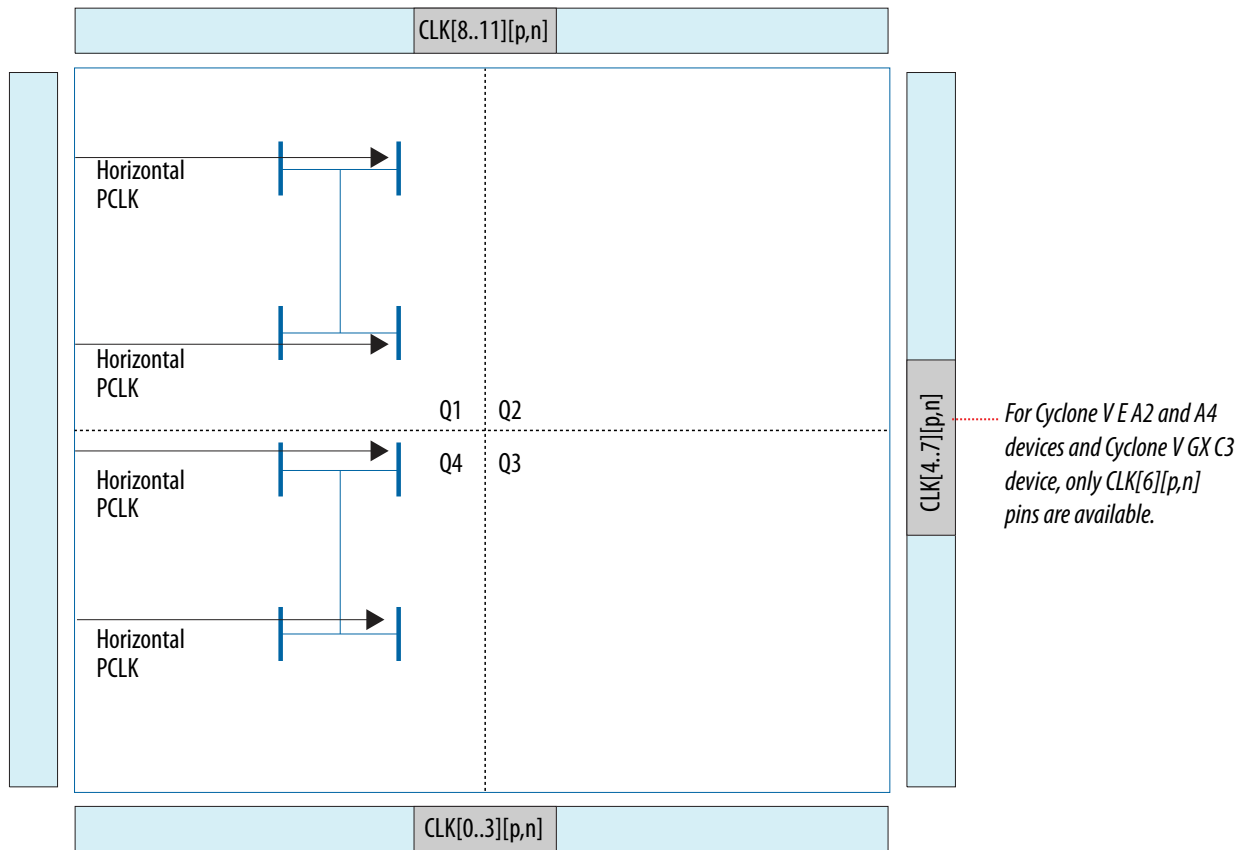 CLK[8..11][p,n]
Horizontal
PCLK
Horizontal
PCLK
Q1
Q2
Q4
Q3
Horizontal
PCLK
Horizontal
PCLK
CLK[4..7][p,n]
For Cyclone V E A2 and A4
devices and Cyclone V GX C3
device, only CLK[6][p,n]
pins are available.
CLK[0..3][p,n]